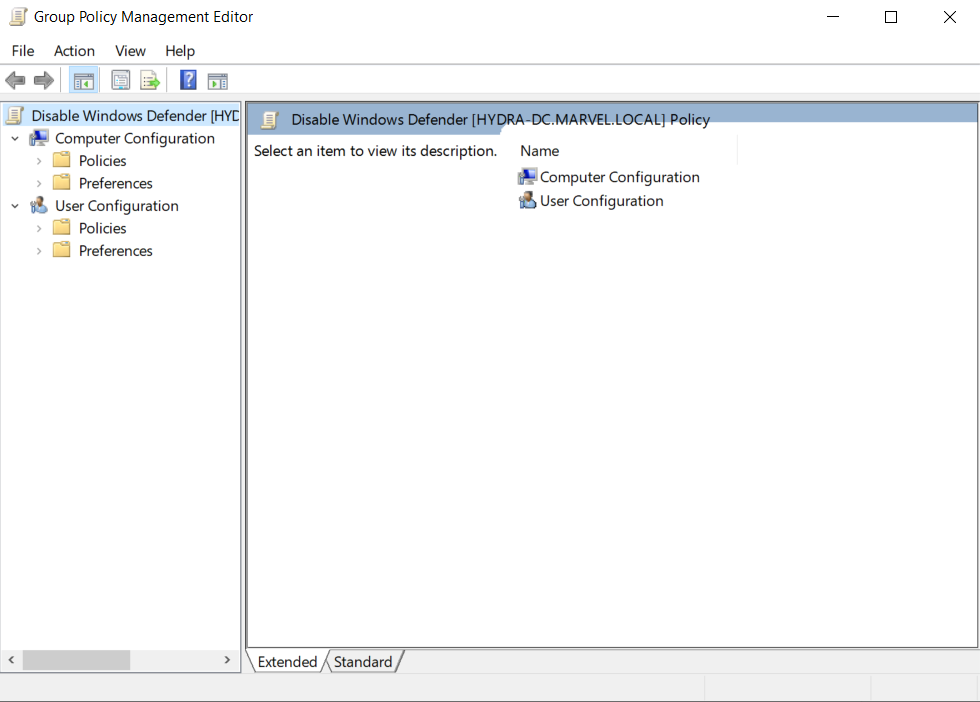 Group Policy Management Editor
File Action View Help
Disable Windows Defender [HYD
Computer Configuration
Policies
Preferences
User Configuration
Policies
Preferences
Disable Windows Defender [HYDRA-DC.MARVEL.LOCAL] Policy
Select an item to view its description.
Name
Computer Configuration
User Configuration
Extended Standard